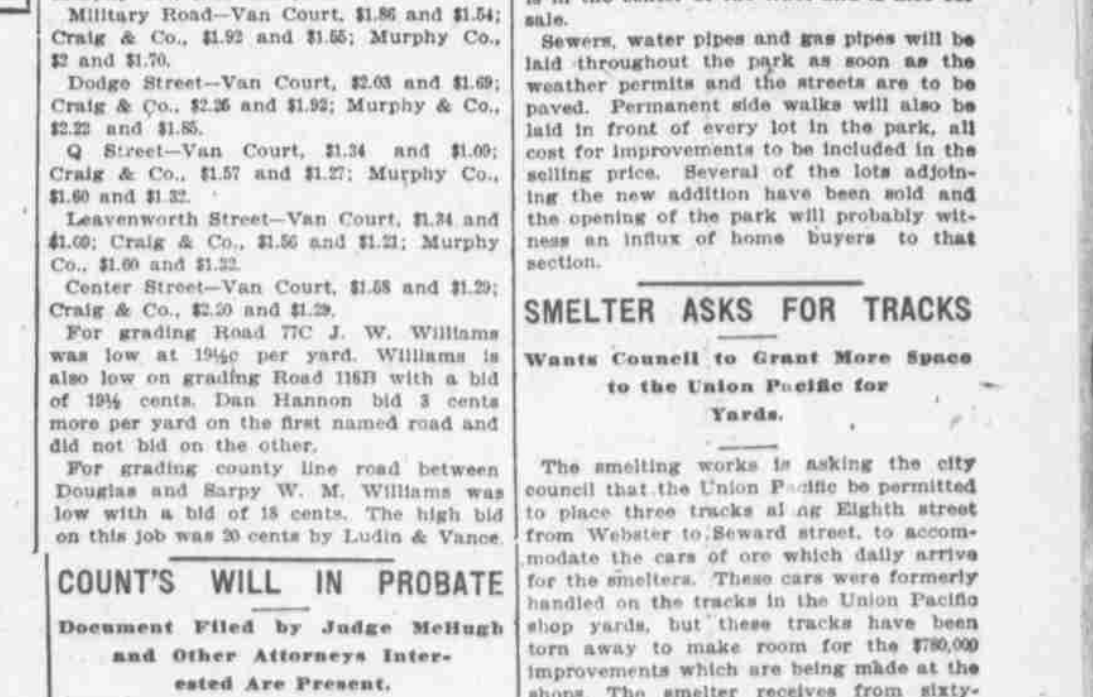 Military Road—Van Court, $1.86 and $1.54;
Craig & Co., $1.92 and $1.55; Murphy Co.,
$2 and $1.70.
Dodge Street—Van Court, $2.03 and $1.69;
Craig & Co., $2.26 and $1.92; Murphy & Co.,
$2.22 and $1.85.
Q Street—Van Court, $1.34 and $1.09;
Craig & Co., $1.57 and $1.27; Murphy Co.,
$1.60 and $1.32.
Leavenworth Street—Van Court, $1.34 and
$1.09; Craig & Co., $1.56 and $1.21; Murphy
Co., $1.60 and $1.32.
Center Street—Van Court, $1.58 and $1.29;
Craig & Co., $2.20 and $1.29.
For grading Road 77C J. W. Williams
was low at 19½c per yard. Williams is
also low on grading Road 116B with a bid
of 19½ cents. Dan Hannon bid 3 cents
more per yard on the first named road and
did not bid on the other.
For grading county line road between
Douglas and Sarpy W. M. Williams was
low with a bid of 18 cents. The high bid
on this job was 20 cents by Ludin & Vance.
COUNT'S WILL IN PROBATE
Document Filed by Judge McHugh
and Other Attorneys Inter-
ested Are Present.
sale.
Sewers, water pipes and gas pipes will be
laid throughout the park as soon as the
weather permits and the streets are to be
paved. Permanent side walks will also be
laid in front of every lot in the park, all
cost for improvements to be included in the
selling price. Several of the lots adjoin-
ing the new addition have been sold and
the opening of the park will probably wit-
ness an influx of home buyers to that
section.
SMELTER ASKS FOR TRACKS
Wants Council to Grant More Space
to the Union Pacific for
Yards.
The smelting works is asking the city
council that the Union Pacific be permitted
to place three tracks al ng Eighth street
from Webster to Seward street, to accom-
modate the cars of ore which daily arrive
for the smelters. These cars were formerly
handled on the tracks in the Union Pacific
shop yards, but these tracks have been
torn away to make room for the $780,000
improvements which are being made at the
shops. The smelter receives from sixty-